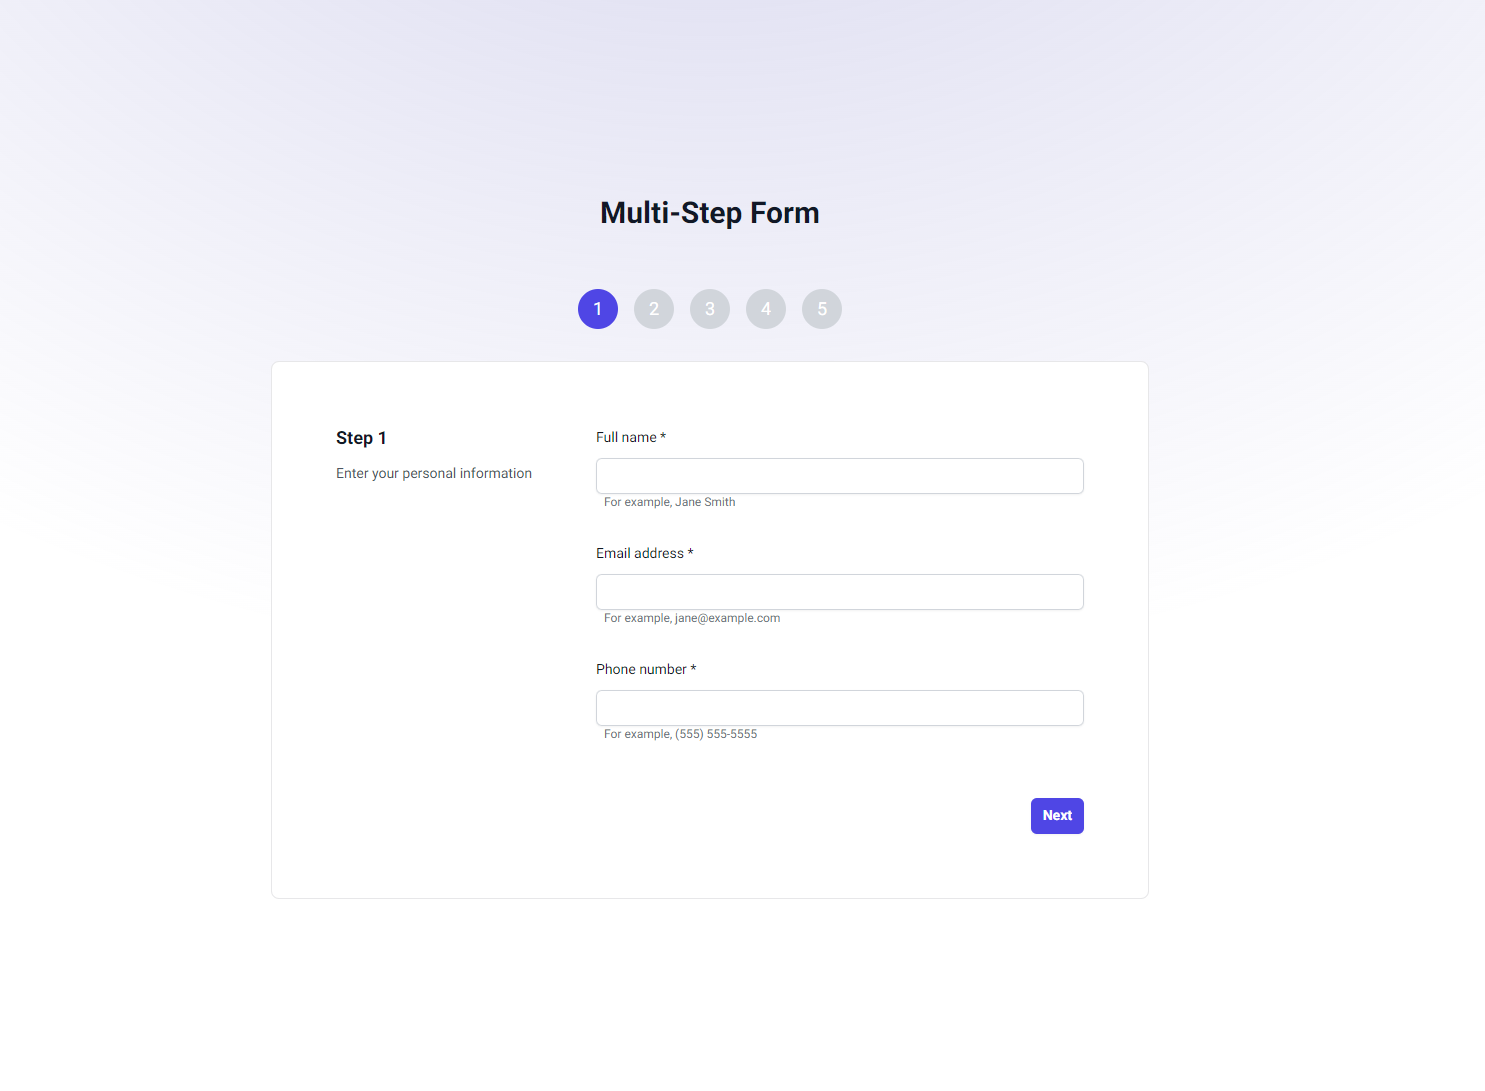 Multi-Step Form
1 2 3 4 5
Step 1
Enter your personal information
Full name *
For example, Jane Smith
Email address *
For example, jane@example.com
Phone number *
For example, (555) 555-5555
Next